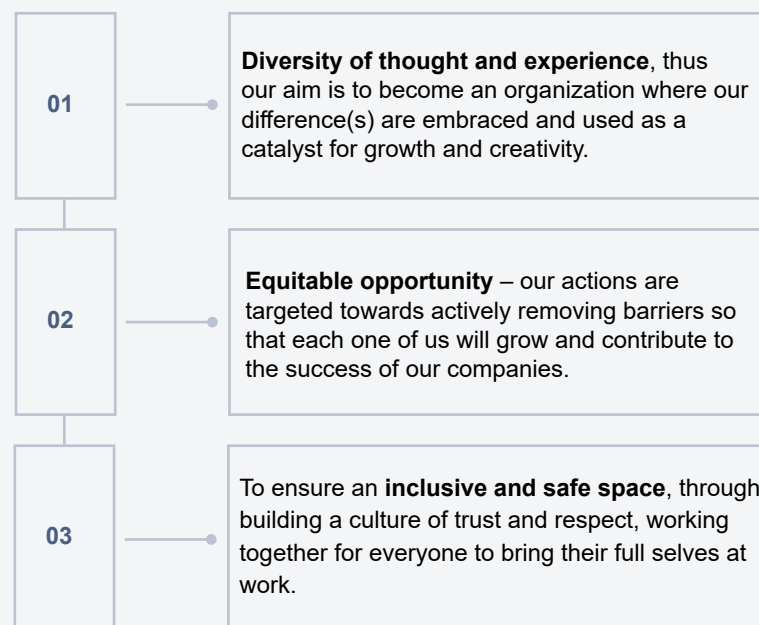 01
Diversity of thought and experience, thus
our aim is to become an organization where our
difference(s) are embraced and used as a
catalyst for growth and creativity.
02
Equitable opportunity – our actions are
targeted towards actively removing barriers so
that each one of us will grow and contribute to
the success of our companies.
03
To ensure an inclusive and safe space, through
building a culture of trust and respect, working
together for everyone to bring their full selves at
work.